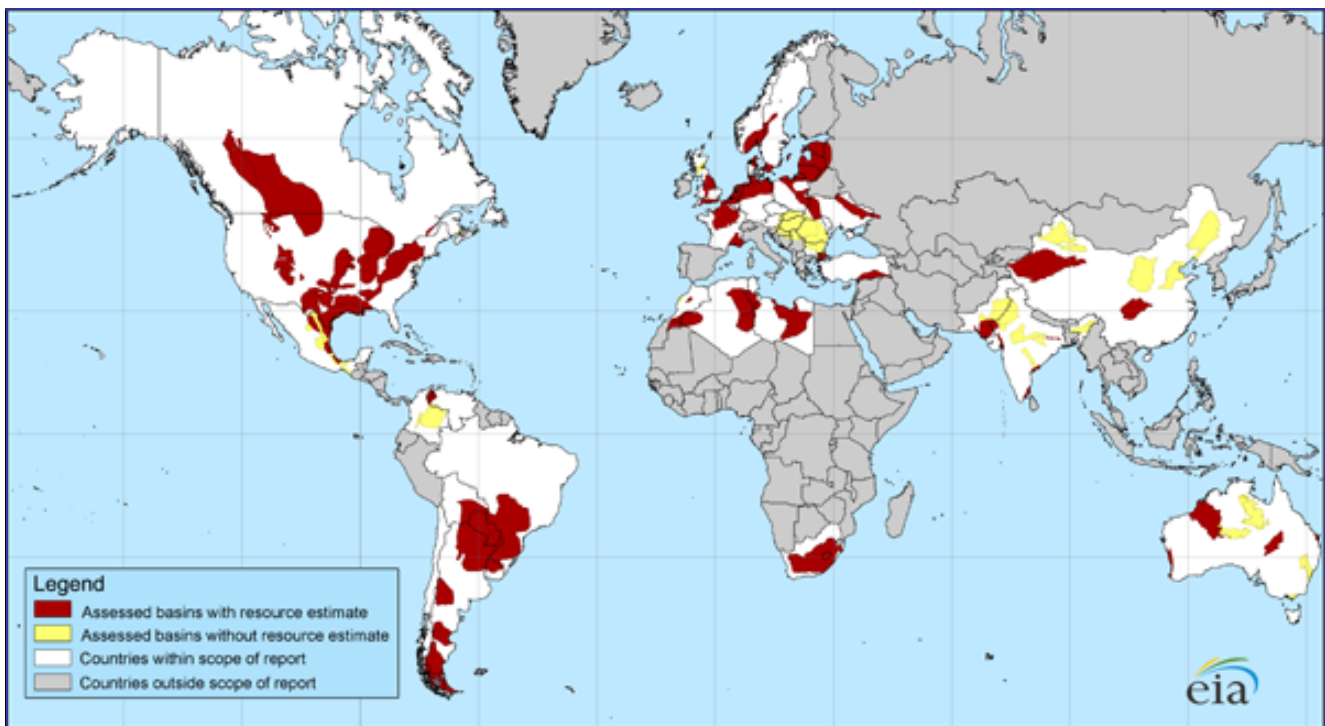 Legend
Assessed basins with resource estimate
Assessed basins without resource estimate
Countries within scope of report
Countries outside scope of report
eia